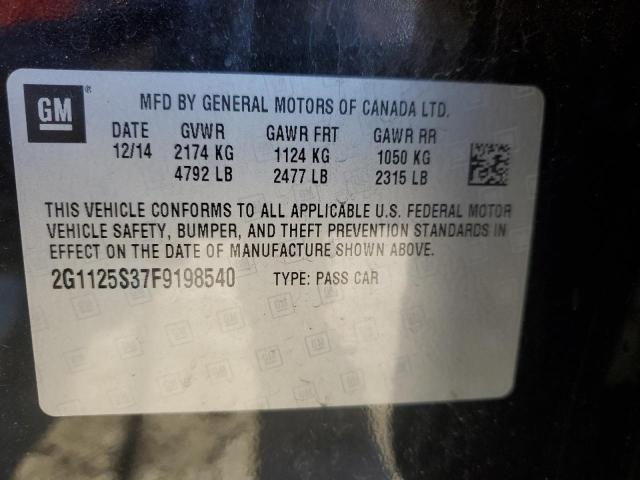 GM ®
MFD BY GENERAL MOTORS OF CANADA LTD.
DATE GVWR GAWR FRT GAWR RR
12/14 2174 KG 1124 KG 1050 KG
4792 LB 2477 LB 2315 LB
THIS VEHICLE CONFORMS TO ALL APPLICABLE U.S. FEDERAL MOTOR
VEHICLE SAFETY, BUMPER, AND THEFT PREVENTION STANDARDS IN
EFFECT ON THE DATE OF MANUFACTURE SHOWN ABOVE.
2G1125S37F9198540 TYPE: PASS CAR